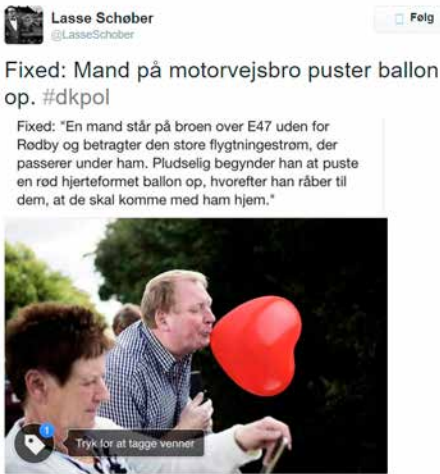 Lasse Schøber
@LasseSchober
Følg
Fixed: Mand på motorvejsbro puster ballon
op. #dkpol
Fixed: "En mand står på broen over E47 uden for
Rødby og betragter den store flygtningestrøm, der
passerer under ham. Pludselig begynder han at puste
en rød hjerteformet ballon op, hvorefter han råber til
dem, at de skal komme med ham hjem."
1
Tryk for at tagge venner